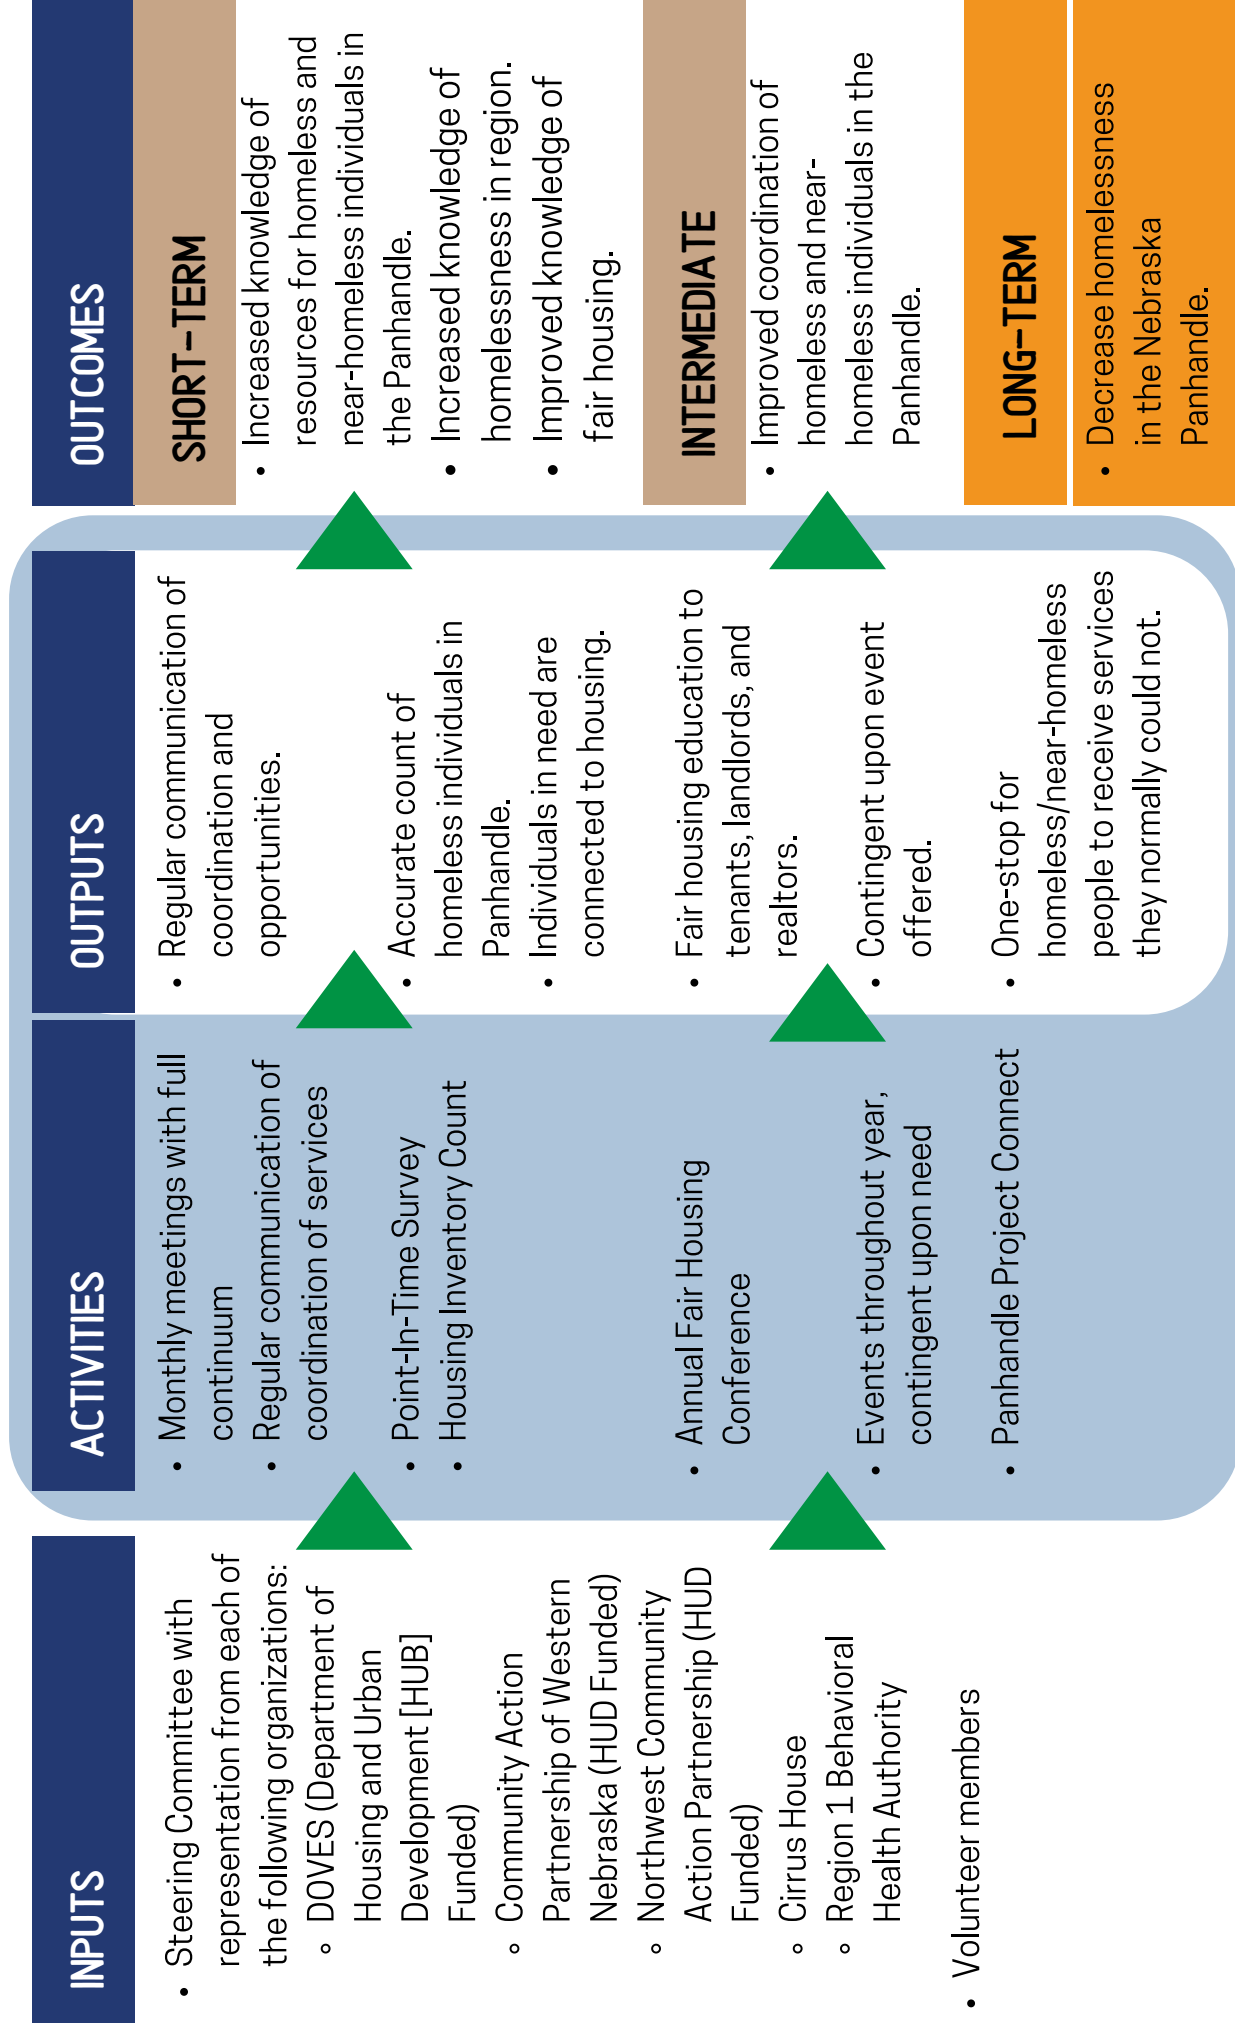 INPUTS
• Steering Committee with
representation from each of
the following organizations:
◦ DOVES (Department of
Housing and Urban
Development [HUB]
Funded)
◦ Community Action
Partnership of Western
Nebraska (HUD Funded)
◦ Northwest Community
Action Partnership (HUD
Funded)
◦ Cirrus House
◦ Region 1 Behavioral
Health Authority
• Volunteer members
ACTIVITIES
• Monthly meetings with full
continuum
• Regular communication of
coordination of services
• Point-In-Time Survey
• Housing Inventory Count
• Annual Fair Housing
Conference
• Events throughout year,
contingent upon need
• Panhandle Project Connect
OUTPUTS
• Regular communication of
coordination and
opportunities.
• Accurate count of
homeless individuals in
Panhandle.
• Individuals in need are
connected to housing.
• Fair housing education to
tenants, landlords, and
realtors.
• Contingent upon event
offered.
• One-stop for
homeless/near-homeless
people to receive services
they normally could not.
OUTCOMES
SHORT-TERM
• Increased knowledge of
resources for homeless and
near-homeless individuals in
the Panhandle.
• Increased knowledge of
homelessness in region.
• Improved knowledge of
fair housing.
INTERMEDIATE
• Improved coordination of
homeless and near-
homeless individuals in the
Panhandle.
LONG-TERM
• Decrease homelessness
in the Nebraska
Panhandle.